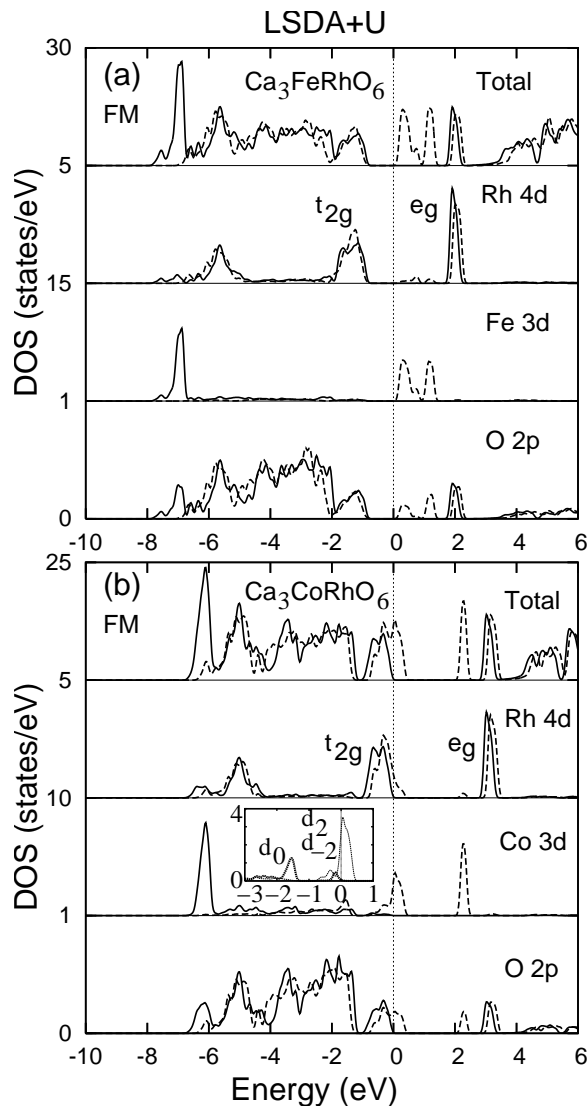 LSDA+U
30
(a)
Ca3FeRhO6
Total
FM
5
t2g
eg
Rh 4d
15
Fe 3d
1
O 2p
0
-10 -8 -6 -4 -2 0 2 4 6
DOS (states/eV)
25
(b)
Ca3CoRhO6
Total
FM
5
t2g
eg
Rh 4d
10
4
d0
d2
d−2
Co 3d
0
−3 −2 −1 0 1
1
O 2p
0
-10 -8 -6 -4 -2 0 2 4 6
DOS (states/eV)
Energy (eV)